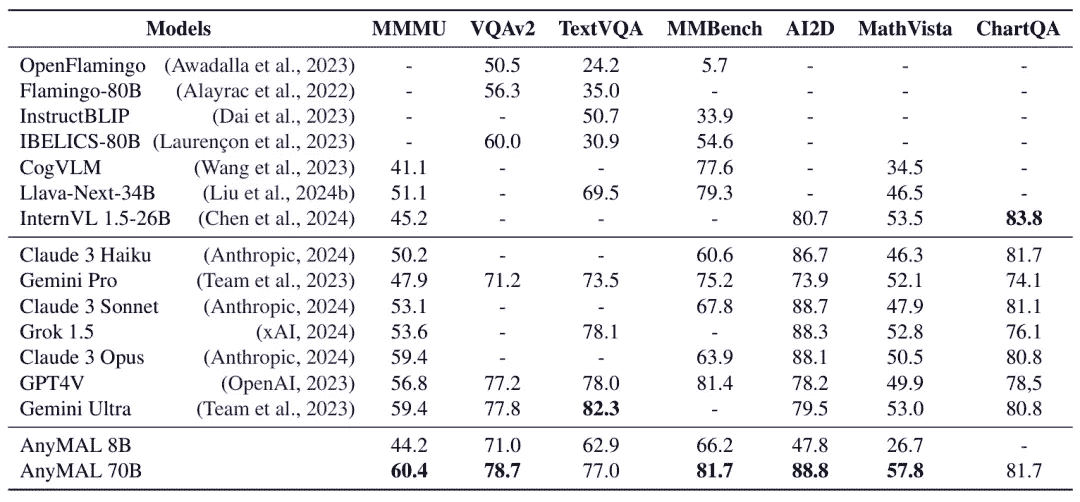 Models MMMU VQAv2 TextVQA MMBench AI2D MathVista ChartQA
OpenFlamingo (Awadalla et al., 2023) - 50.5 24.2 5.7 - - -
Flamingo-80B (Alayrac et al., 2022) - 56.3 35.0 - - - -
InstructBLIP (Dai et al., 2023) - - 50.7 33.9 - - -
IBELICS-80B (Laurençon et al., 2023) - 60.0 30.9 54.6 - - -
CogVLM (Wang et al., 2023) 41.1 - - 77.6 - 34.5 -
Llava-Next-34B (Liu et al., 2024b) 51.1 - 69.5 79.3 - 46.5 -
InternVL 1.5-26B (Chen et al., 2024) 45.2 - - - 80.7 53.5 83.8
Claude 3 Haiku (Anthropic, 2024) 50.2 - - 60.6 86.7 46.3 81.7
Gemini Pro (Team et al., 2023) 47.9 71.2 73.5 75.2 73.9 52.1 74.1
Claude 3 Sonnet (Anthropic, 2024) 53.1 - - 67.8 88.7 47.9 81.1
Grok 1.5 (xAI, 2024) 53.6 - 78.1 - 88.3 52.8 76.1
Claude 3 Opus (Anthropic, 2024) 59.4 - - 63.9 88.1 50.5 80.8
GPT4V (OpenAI, 2023) 56.8 77.2 78.0 81.4 78.2 49.9 78,5
Gemini Ultra (Team et al., 2023) 59.4 77.8 82.3 - 79.5 53.0 80.8
AnyMAL 8B 44.2 71.0 62.9 66.2 47.8 26.7 -
AnyMAL 70B 60.4 78.7 77.0 81.7 88.8 57.8 81.7